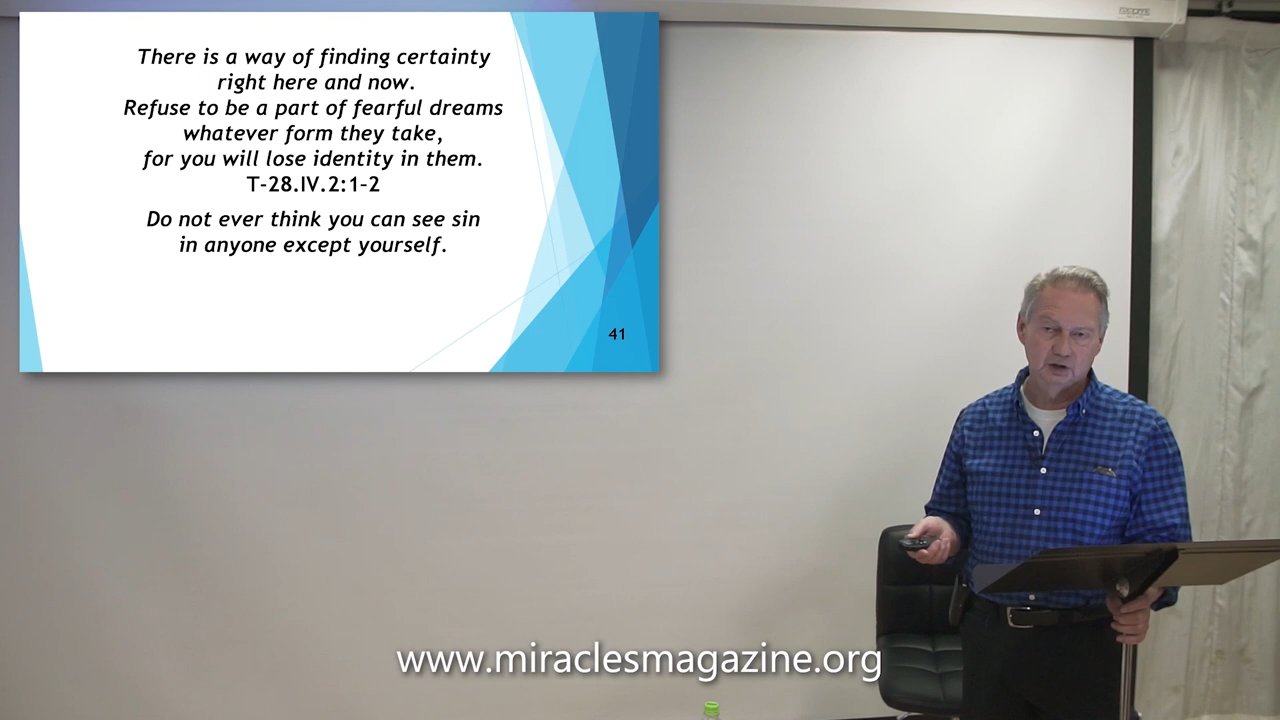 There is a way of finding certainty
right here and now.
Refuse to be a part of fearful dreams
whatever form they take,
for you will lose identity in them.
T-28.IV.2:1-2
Do not ever think you can see sin
in anyone except yourself.
41
www.miraclesmagazine.org